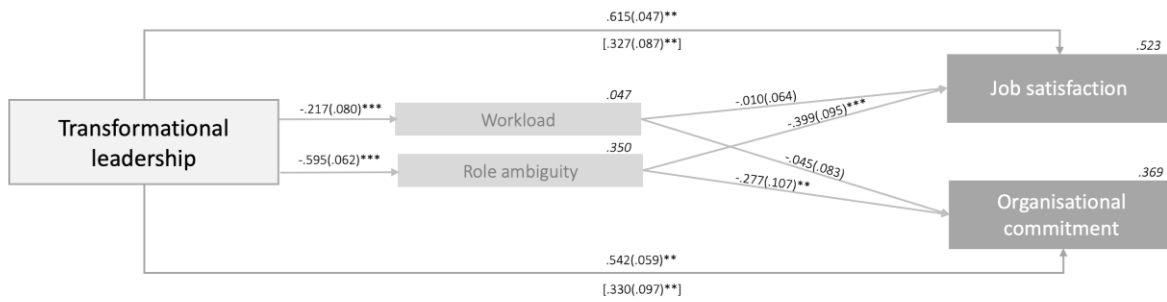 .615(.047)**
[.327(.087)**]
.523
Job satisfaction
-.217(.080)***
.047
Workload
-.010(.064)
-.399(.095)***
Transformational
leadership
-.595(.062)***
.350
Role ambiguity
-.045(.083)
-.277(.107)**
.369
Organisational
commitment
.542(.059)**
[.330(.097)**]